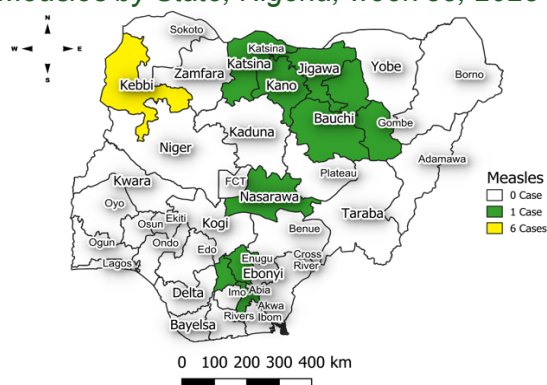 Measles by State, Nigeria, week 53, 2020
N
W E
S
Sokoto
Katsina
Katsina
Jigawa
Yobe
Borno
Kebbi
Zamfara
Kano
Bauchi
Gombe
Kaduna
Niger
Adamawa
Plateau
FCT
Nasarawa
Kwara
Oyo
Taraba
Kogi
Osun
Ekiti
Benue
Ogun
Ondo
Edo
Enugu
Cross
River
Lagos
Ebonyi
Delta
Imo
Abia
Akwa
Ibom
Rivers
Bayelsa
Measles
0 Case
1 Case
6 Cases
0 100 200 300 400 km